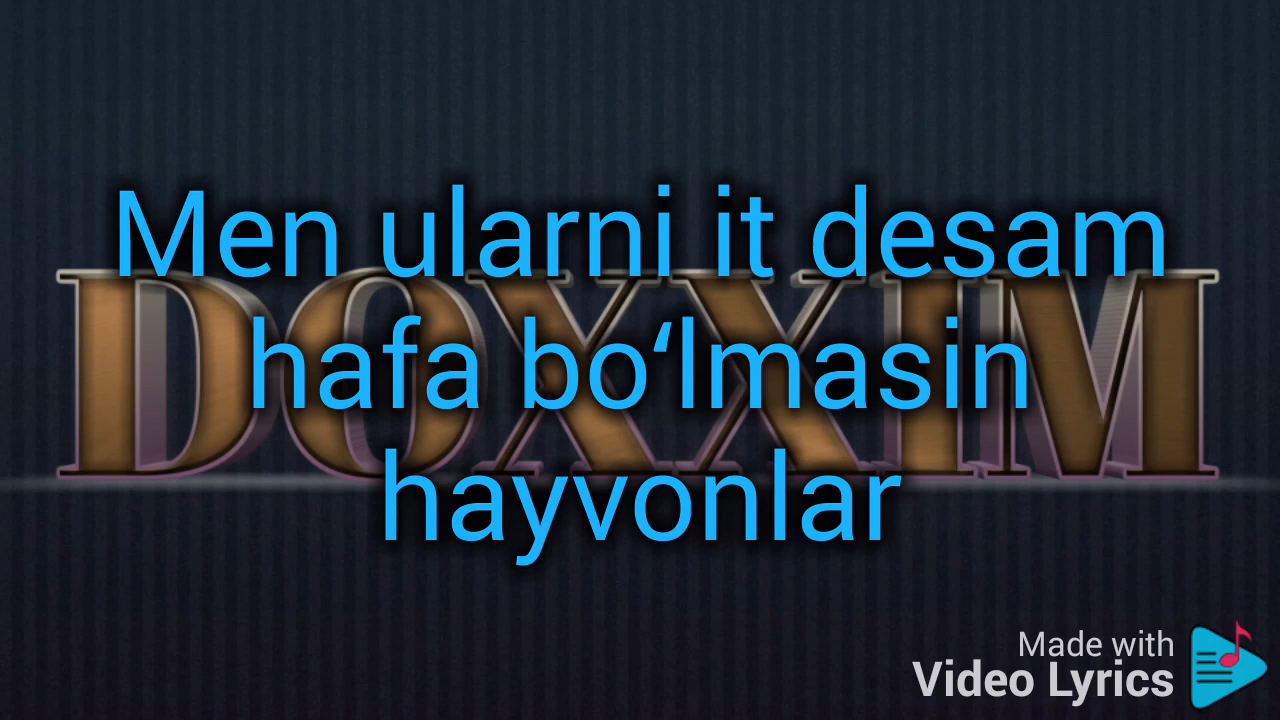 Men ularni it desam
DOXXIM
hafa bo‘lmasin
hayvonlar
Made with
Video Lyrics